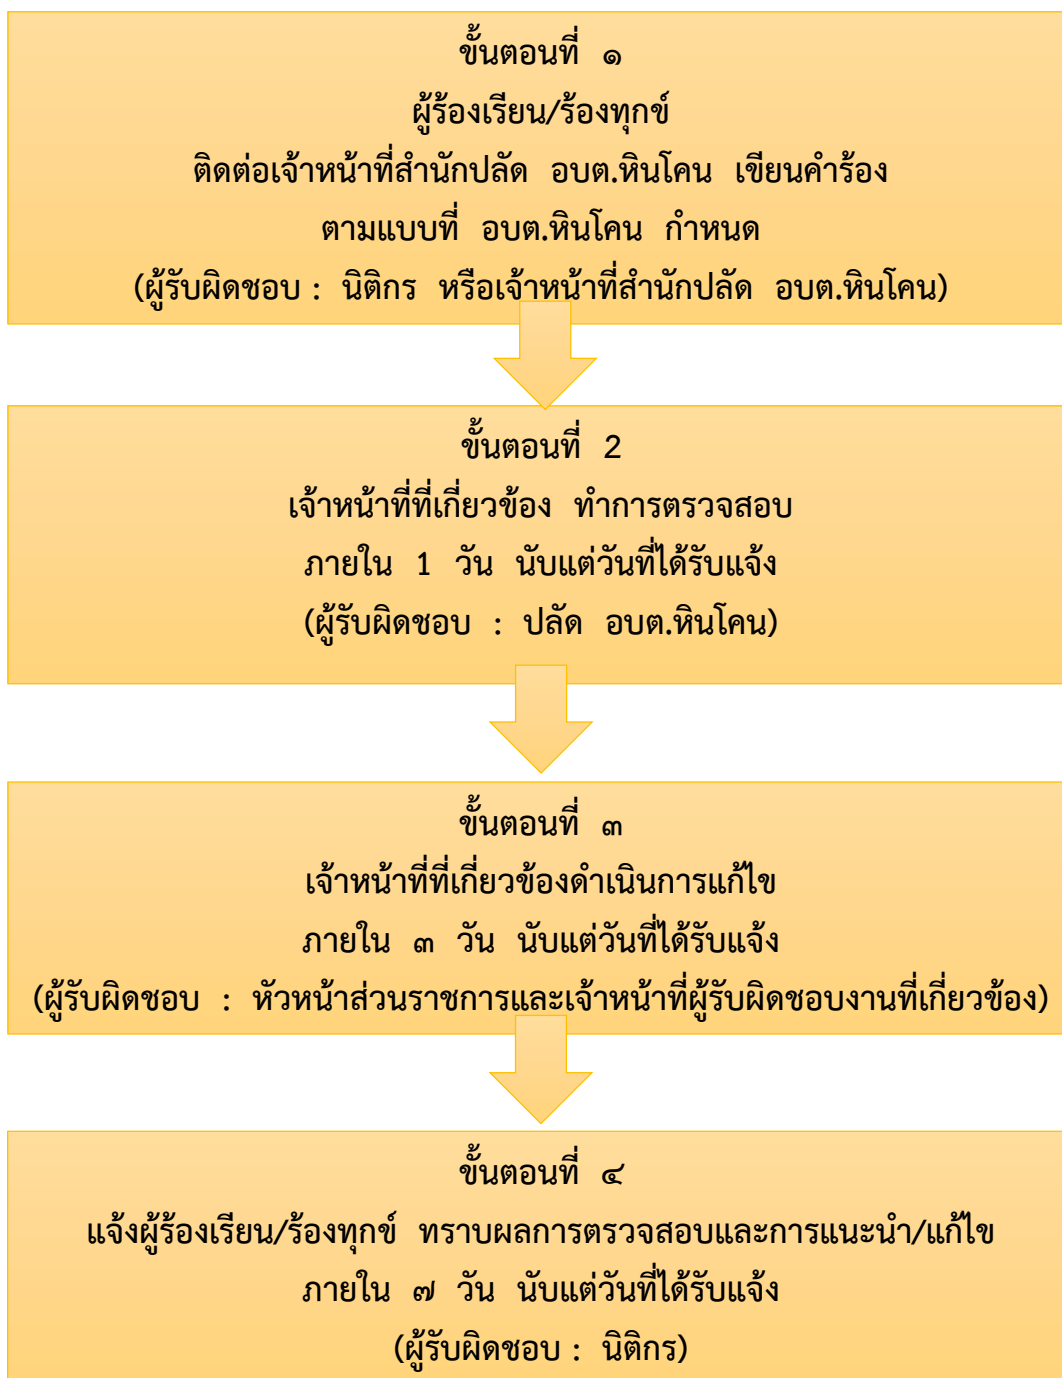 ขั้นตอนที่ ๑
ผู้ร้องเรียน/ร้องทุกข์
ติดต่อเจ้าหน้าที่สำนักปลัด อบต.หินโคน เขียนคำร้อง
ตามแบบที่ อบต.หินโคน กำหนด
(ผู้รับผิดชอบ : นิติกร หรือเจ้าหน้าที่สำนักปลัด อบต.หินโคน)
ขั้นตอนที่ 2
เจ้าหน้าที่ที่เกี่ยวข้อง ทำการตรวจสอบ
ภายใน 1 วัน นับแต่วันที่ได้รับแจ้ง
(ผู้รับผิดชอบ : ปลัด อบต.หินโคน)
ขั้นตอนที่ ๓
เจ้าหน้าที่ที่เกี่ยวข้องดำเนินการแก้ไข
ภายใน ๓ วัน นับแต่วันที่ได้รับแจ้ง
(ผู้รับผิดชอบ : หัวหน้าส่วนราชการและเจ้าหน้าที่ผู้รับผิดชอบงานที่เกี่ยวข้อง)
ขั้นตอนที่ ๔
แจ้งผู้ร้องเรียน/ร้องทุกข์ ทราบผลการตรวจสอบและการแนะนำ/แก้ไข
ภายใน ๗ วัน นับแต่วันที่ได้รับแจ้ง
(ผู้รับผิดชอบ : นิติกร)